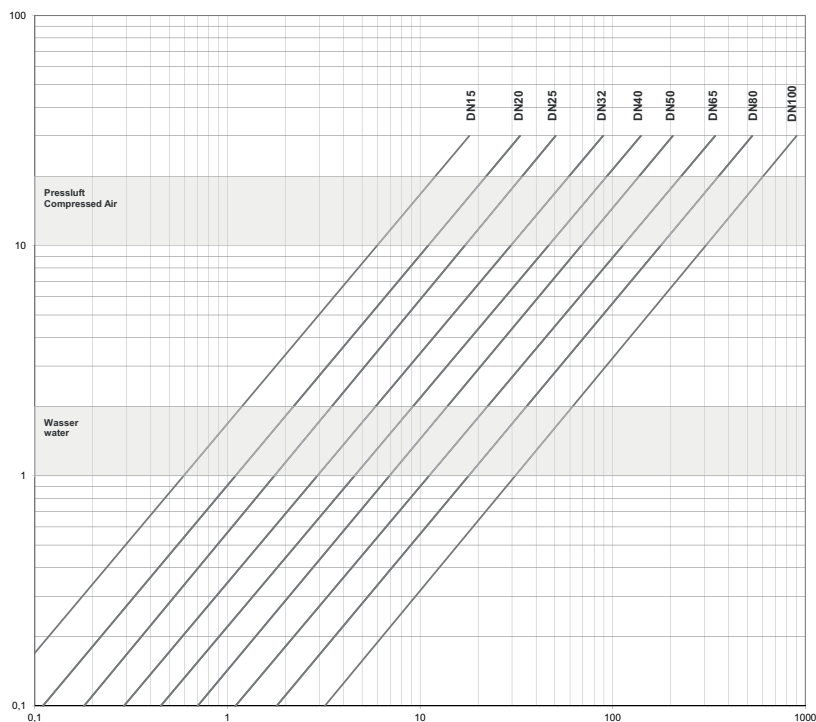 100
DN15
DN20
DN25
DN32
DN40
DN50
DN65
DN80
DN100
Pressluft
Compressed Air
10
Wasser
water
1
0,1
0,1
1
10
100
1000